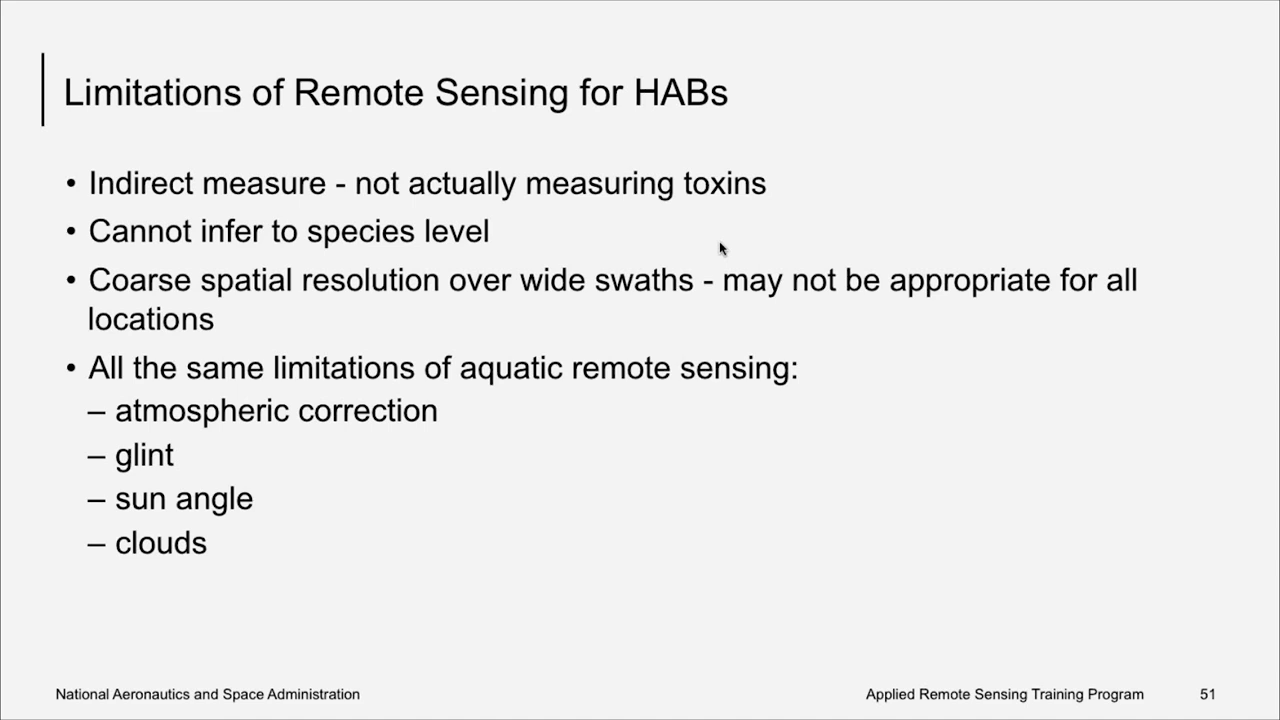 Limitations of Remote Sensing for HABs
• Indirect measure - not actually measuring toxins
• Cannot infer to species level
• Coarse spatial resolution over wide swaths - may not be appropriate for all
locations
• All the same limitations of aquatic remote sensing:
– atmospheric correction
– glint
– sun angle
– clouds
National Aeronautics and Space Administration
Applied Remote Sensing Training Program
51